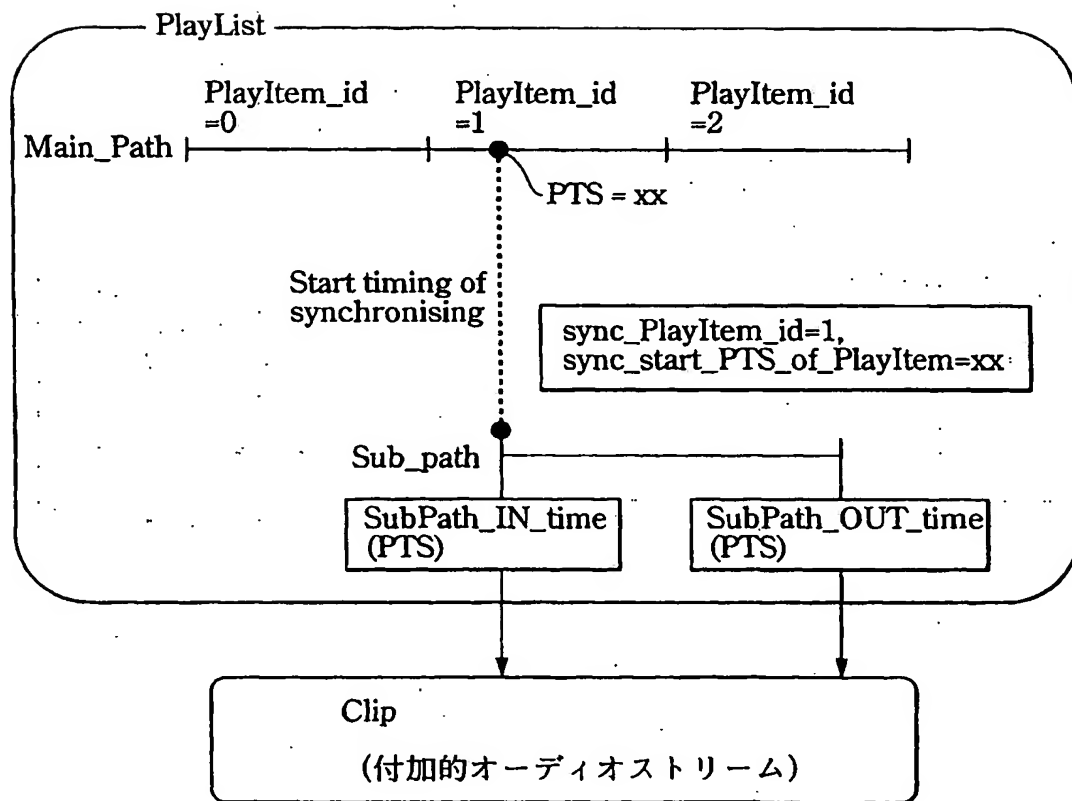 PlayList
PlayItem_id
=0
PlayItem_id
=1
PlayItem_id
=2
Main_Path
PTS = xx
Start timing of
synchronising
sync_PlayItem_id=1,
sync_start_PTS_of_PlayItem=xx
Sub_path
SubPath_IN_time
(PTS)
SubPath_OUT_time
(PTS)
Clip
(付加的オーディオストリーム)